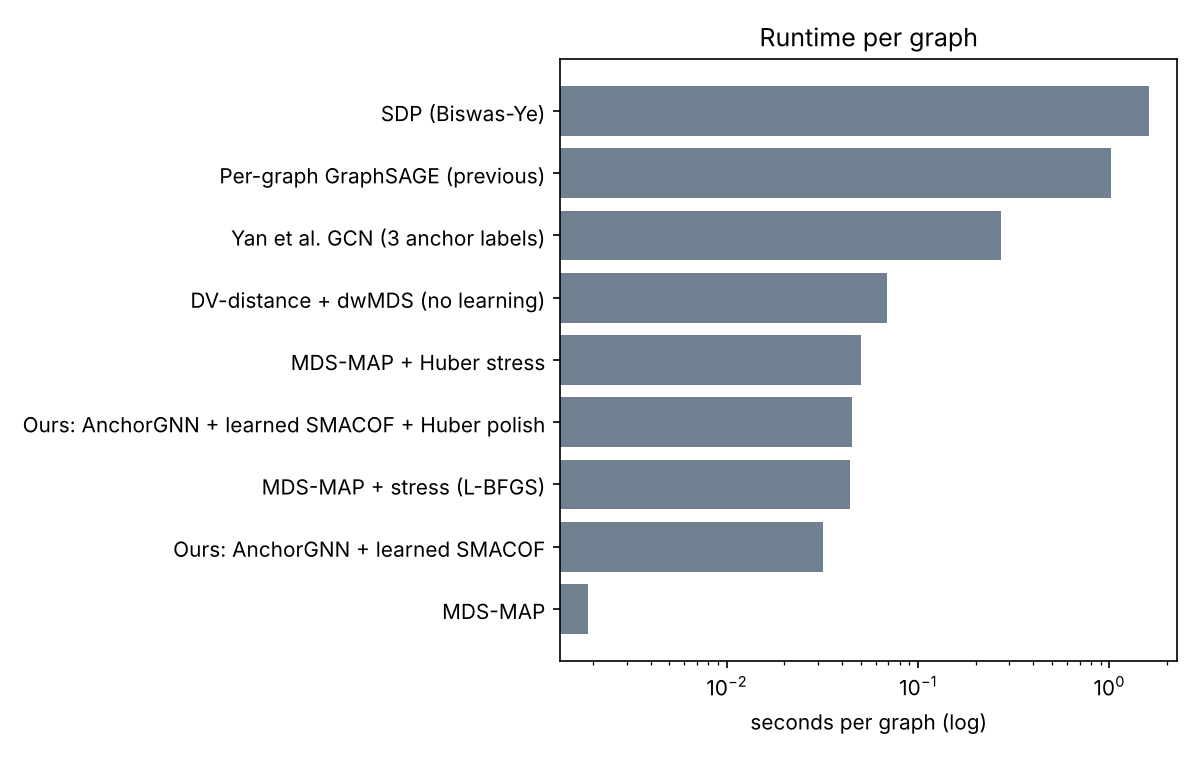 Runtime per graph
SDP (Biswas-Ye)
Per-graph GraphSAGE (previous)
Yan et al. GCN (3 anchor labels)
DV-distance + dwMDS (no learning)
MDS-MAP + Huber stress
Ours: AnchorGNN + learned SMACOF + Huber polish
MDS-MAP + stress (L-BFGS)
Ours: AnchorGNN + learned SMACOF
MDS-MAP
10⁻² 10⁻¹ 10⁰
seconds per graph (log)